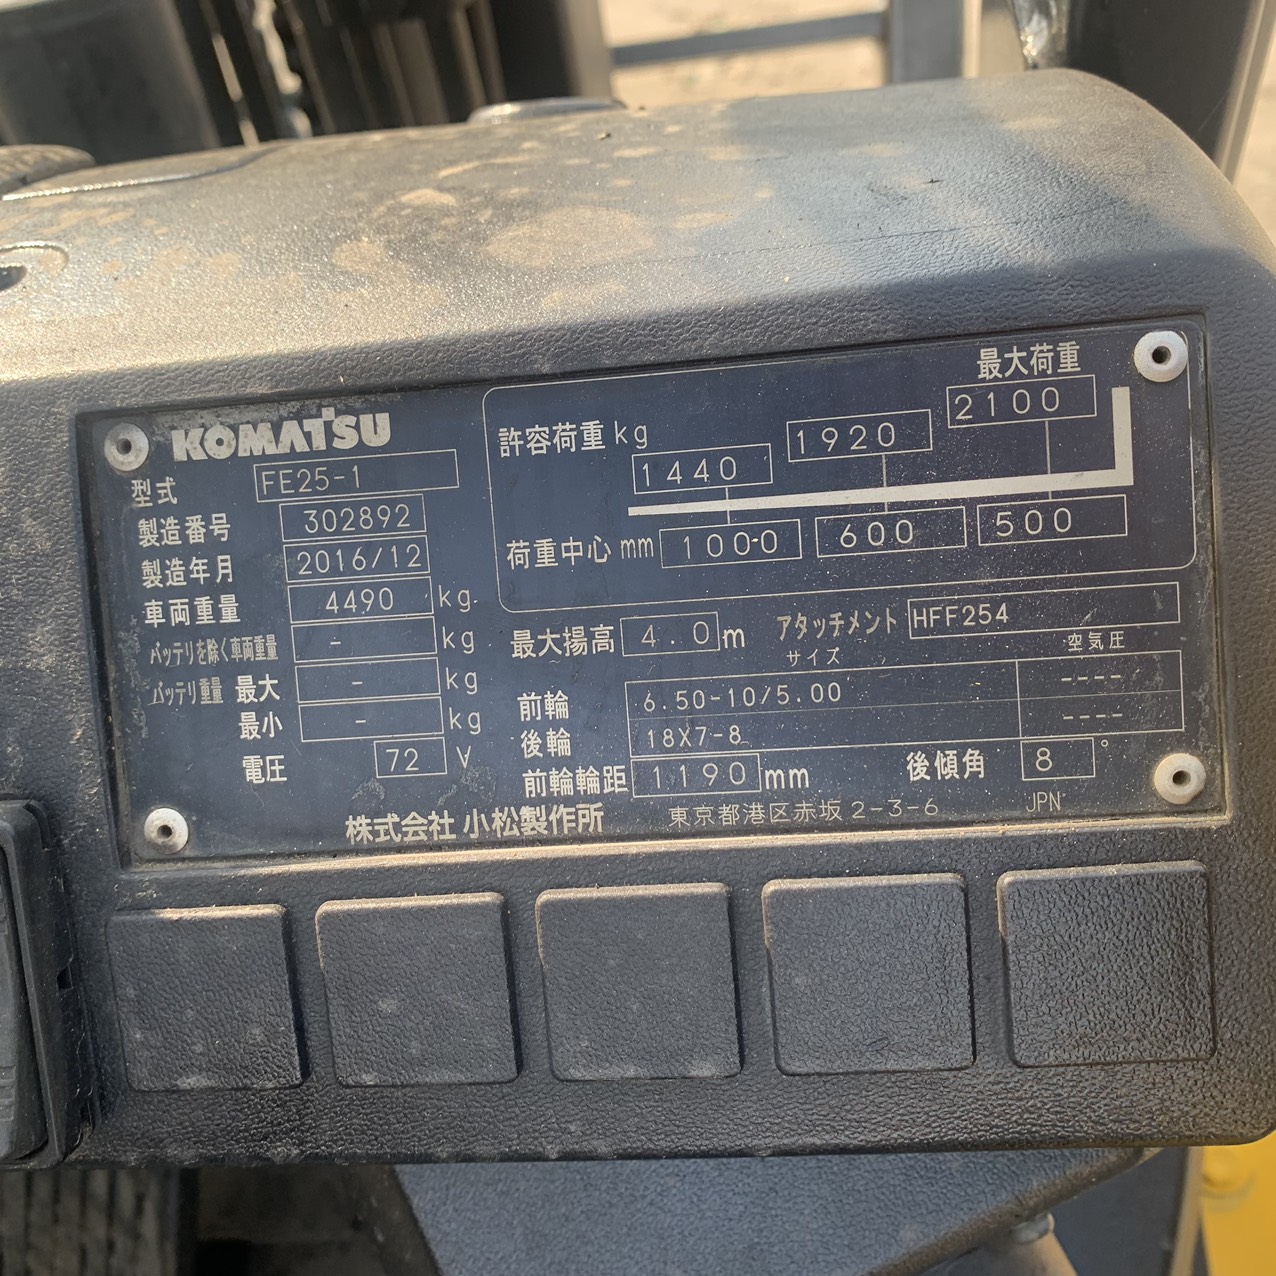 KOMATSU
型式 FE25-1
製造番号 302892
製造年月 2016/12
車両重量 4490 kg
バッテリを除く車両重量 - kg
バッテリ重量 最大 - kg
最小 - kg
電圧 72 V
最大荷重
許容荷重 kg 1440 1920 2100
荷重中心 mm 1000 600 500
最大揚高 4.0 m アタッチメント HFF254
サイズ 空気圧
前輪 6.50-10/5.00 ----
後輪 18X7-8 ----
前輪輪距 1190 mm 後傾角 8°
株式会社 小松製作所 東京都港区赤坂2-3-6 JPN